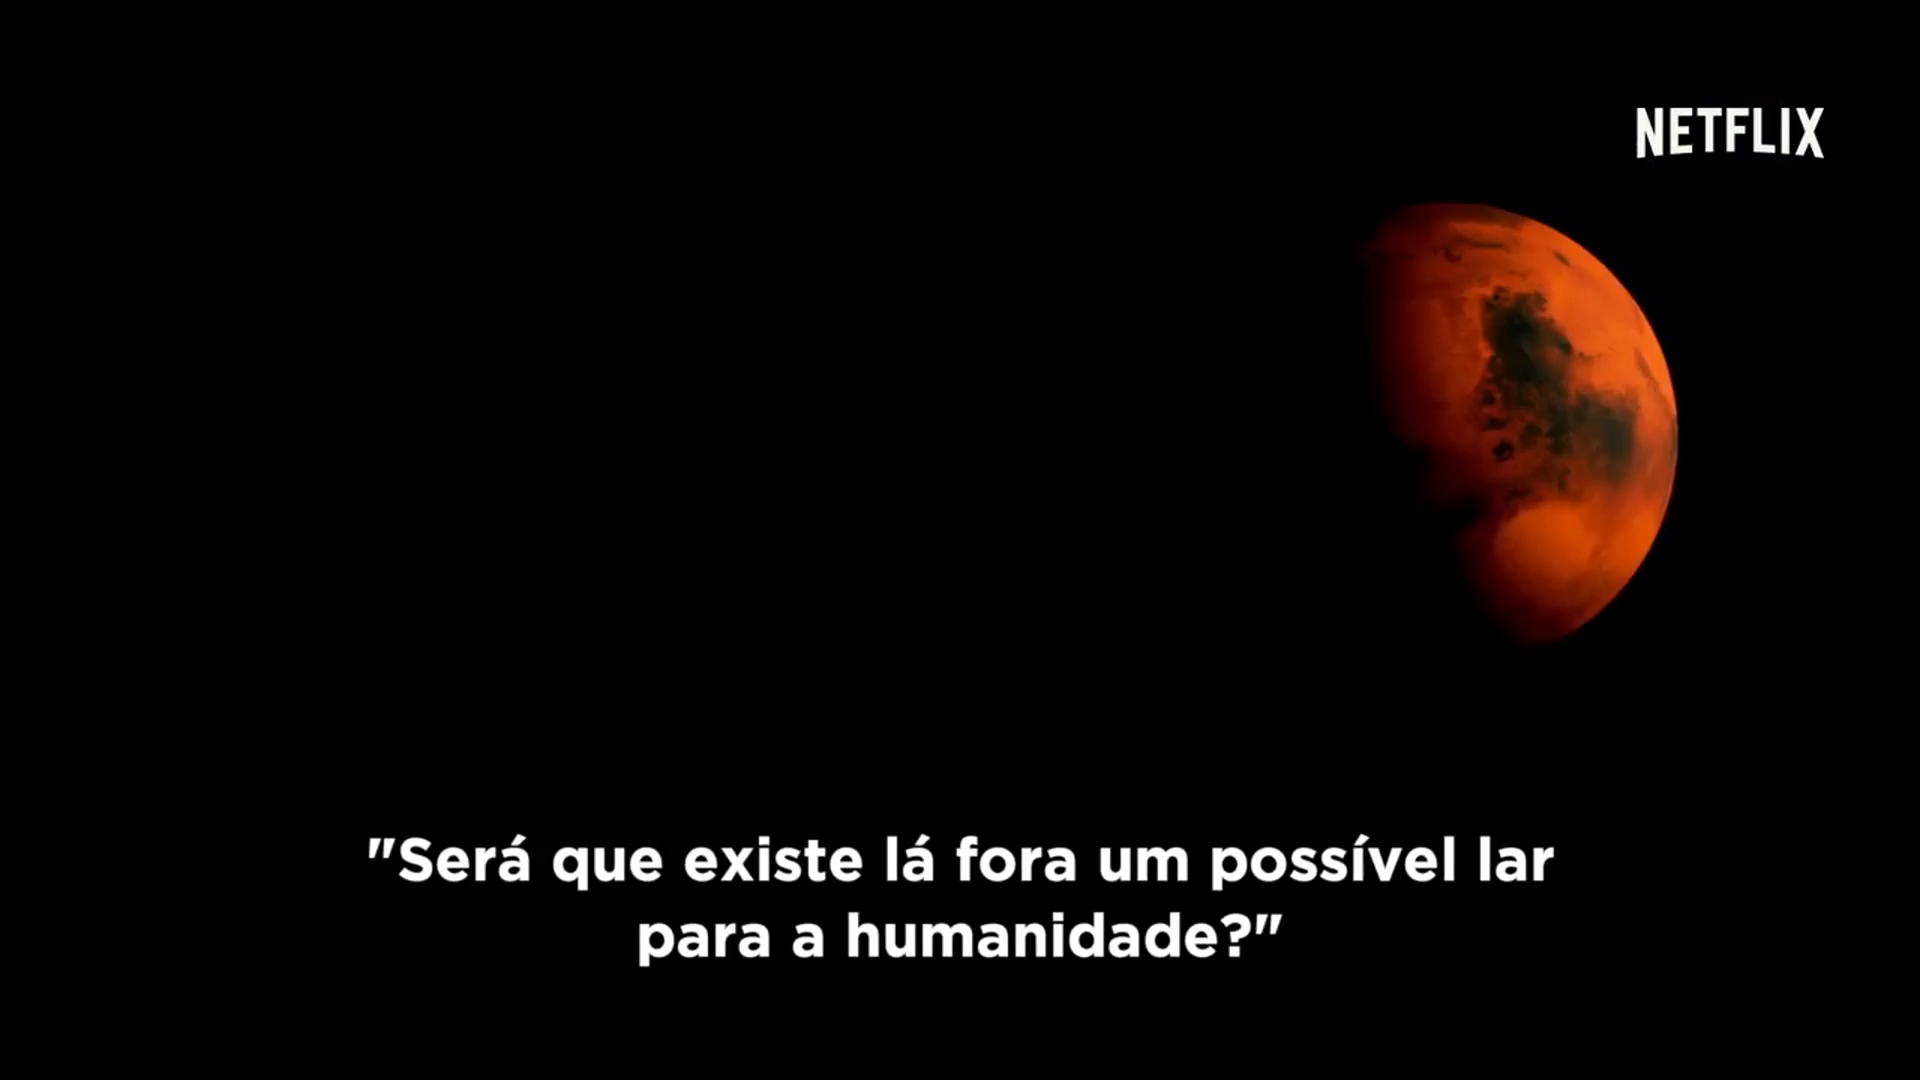 NETFLIX
"Será que existe lá fora um possível lar
para a humanidade?"